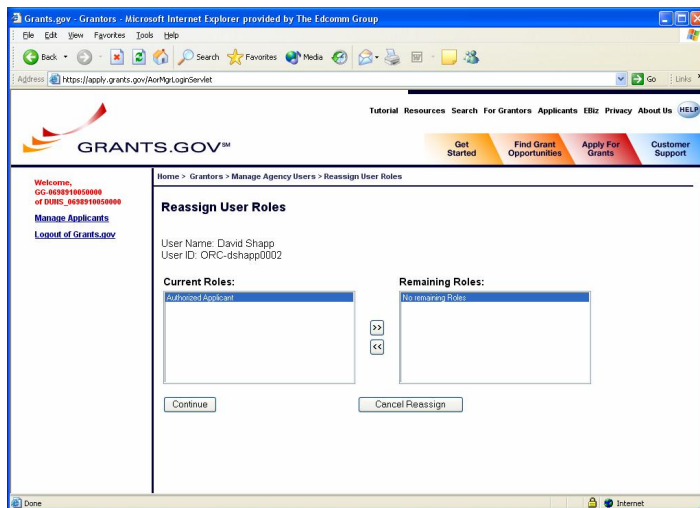 Grants.gov - Grantors - Microsoft Internet Explorer provided by The Edcomm Group
File Edit View Favorites Tools Help
Back Search Favorites Media
Address https://apply.grants.gov/AorMgrLoginServlet Go Links
Tutorial Resources Search For Grantors Applicants EBiz Privacy About Us HELP
GRANTS.GOV℠
Get Started
Find Grant Opportunities
Apply For Grants
Customer Support
Welcome,
GG-0698910050000
of DUNS_0698910050000
Manage Applicants
Logout of Grants.gov
Home > Grantors > Manage Agency Users > Reassign User Roles
Reassign User Roles
User Name: David Shapp
User ID: ORC-dshapp0002
Current Roles:
Authorized Applicant
>>
<<
Remaining Roles:
No remaining Roles
Continue
Cancel Reassign
Done
Internet